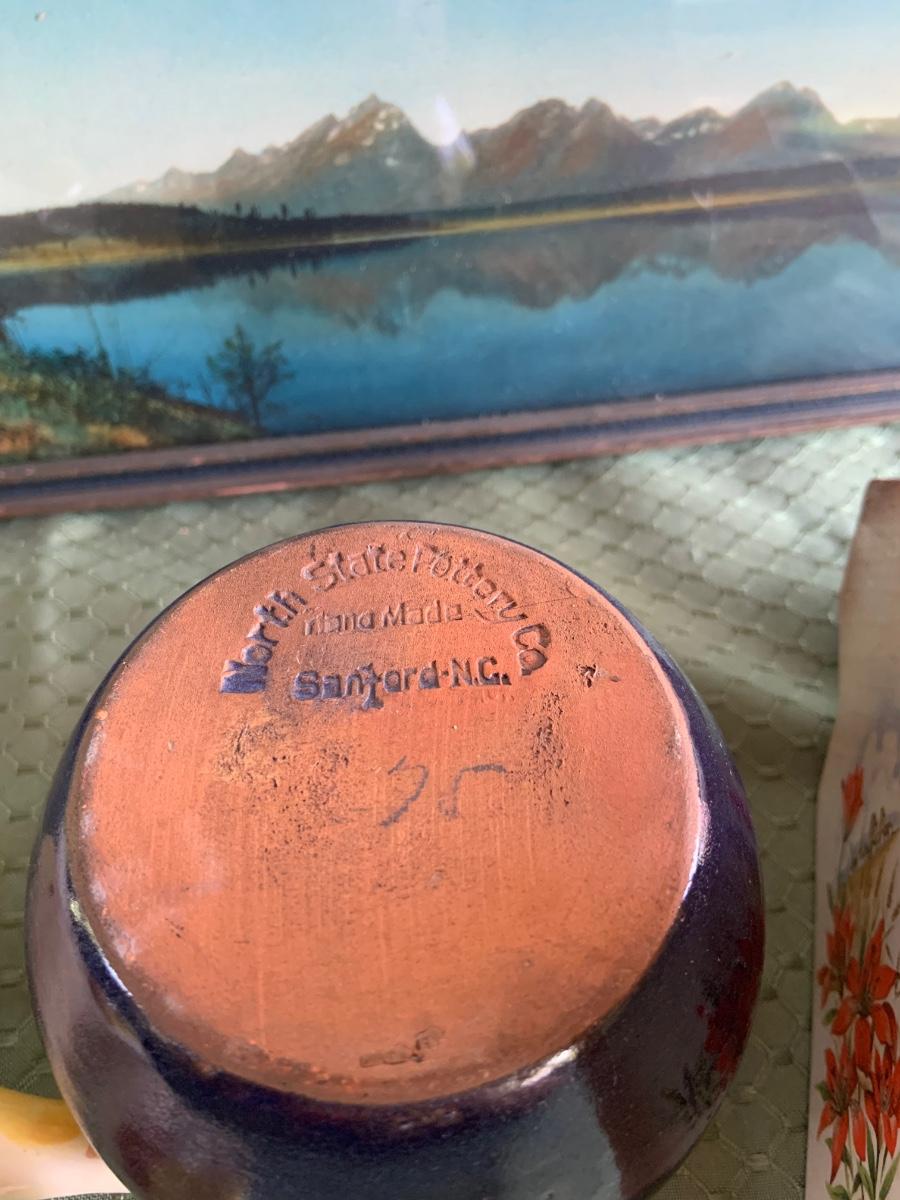 North State Pottery Co
Hand Made
Sanford-N.C.